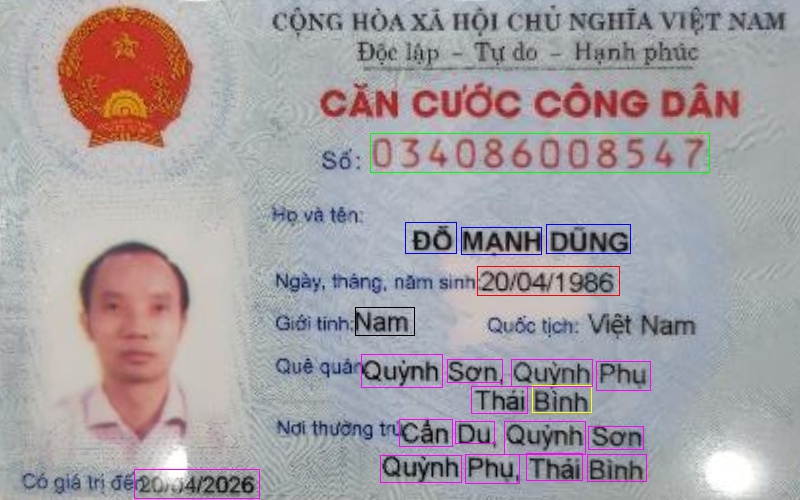 CỘNG HÒA XÃ HỘI CHỦ NGHĨA VIỆT NAM
Độc lập - Tự do - Hạnh phúc
CĂN CƯỚC CÔNG DÂN
Số: 034086008547
Họ và tên:
ĐỖ MẠNH DŨNG
Ngày, tháng, năm sinh: 20/04/1986
Giới tính: Nam Quốc tịch: Việt Nam
Quê quán: Quỳnh Sơn, Quỳnh Phụ
Thái Bình
Nơi thường trú: Cần Du, Quỳnh Sơn
Quỳnh Phụ, Thái Bình
Có giá trị đến: 20/04/2026